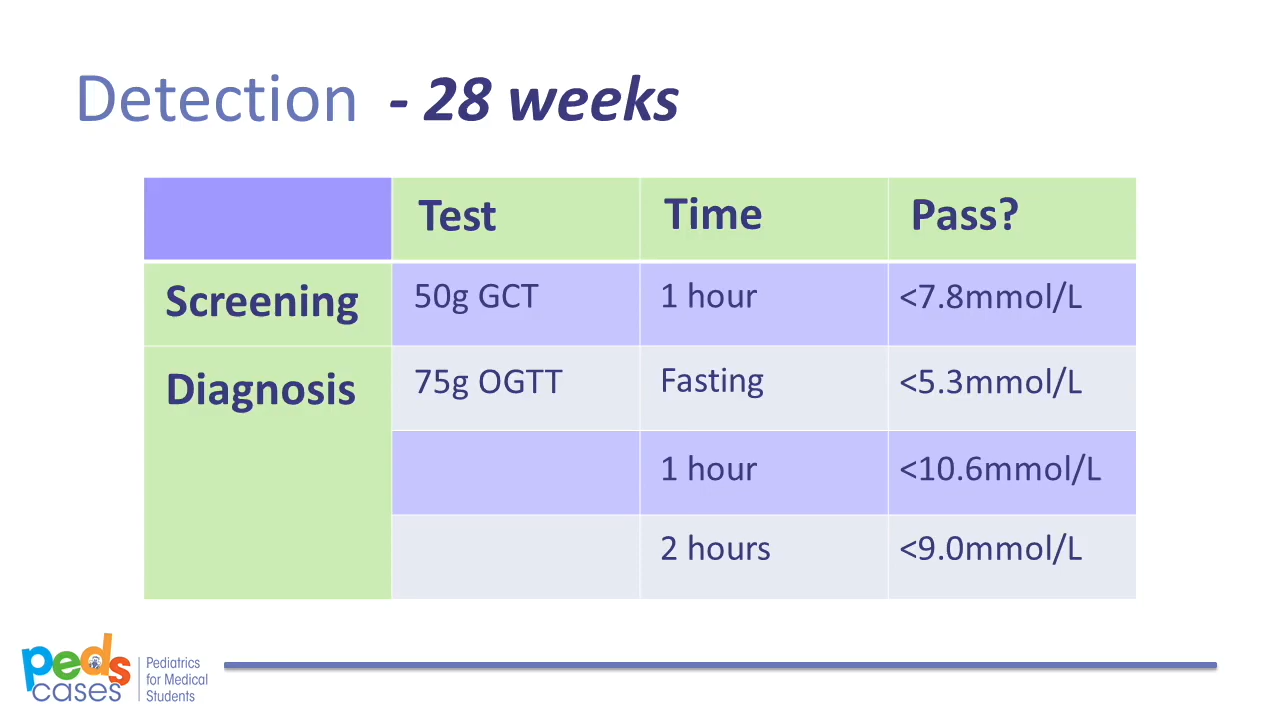 Detection - 28 weeks
Test Time Pass?
Screening 50g GCT 1 hour <7.8mmol/L
Diagnosis 75g OGTT Fasting <5.3mmol/L
1 hour <10.6mmol/L
2 hours <9.0mmol/L
peds
cases
Pediatrics
for Medical
Students